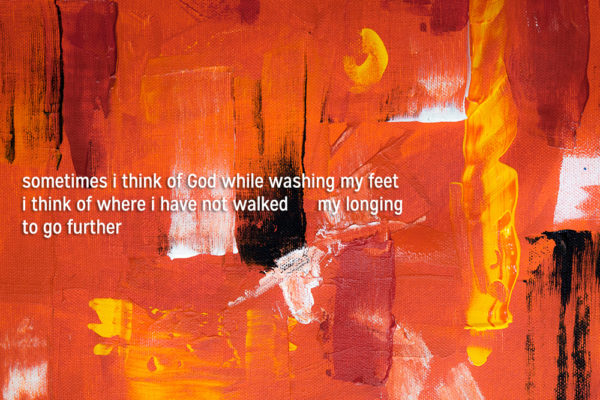 sometimes i think of God while washing my feet
i think of where i have not walked      my longing
to go further